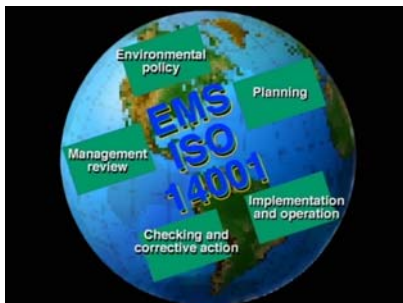 Environmental
policy
Planning
EMS
ISO
14001
Management
review
Implementation
and operation
Checking and
corrective action